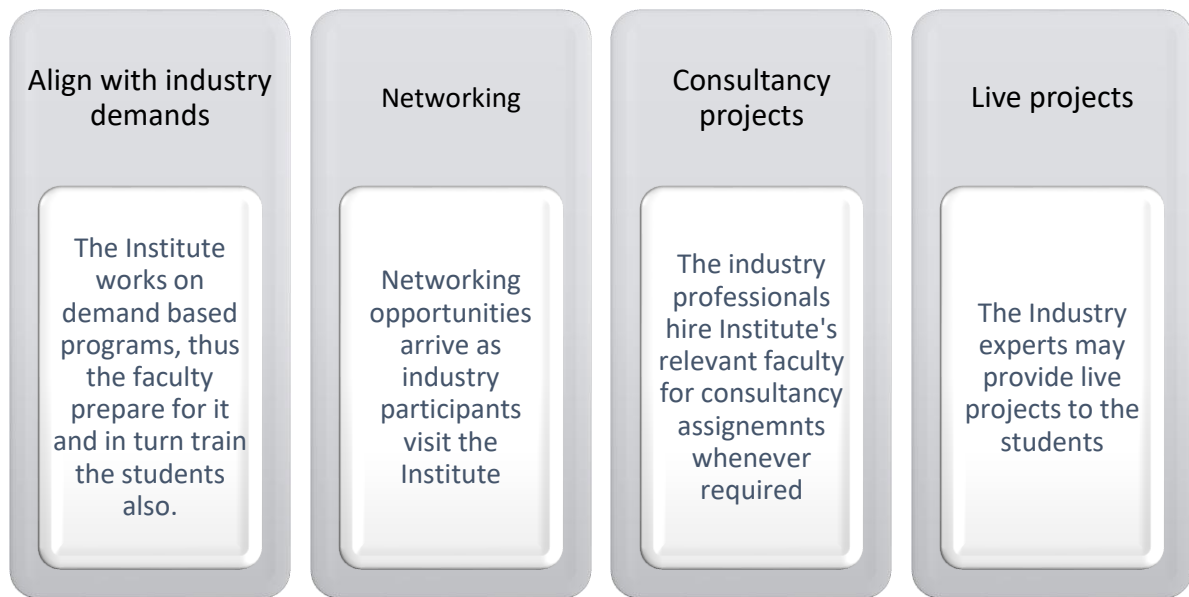 Align with industry
demands
The Institute
works on
demand based
programs, thus
the faculty
prepare for it
and in turn train
the students
also.
Networking
Networking
opportunities
arrive as
industry
participants
visit the
Institute
Consultancy
projects
The industry
professionals
hire Institute's
relevant faculty
for consultancy
assignemnts
whenever
required
Live projects
The Industry
experts may
provide live
projects to the
students